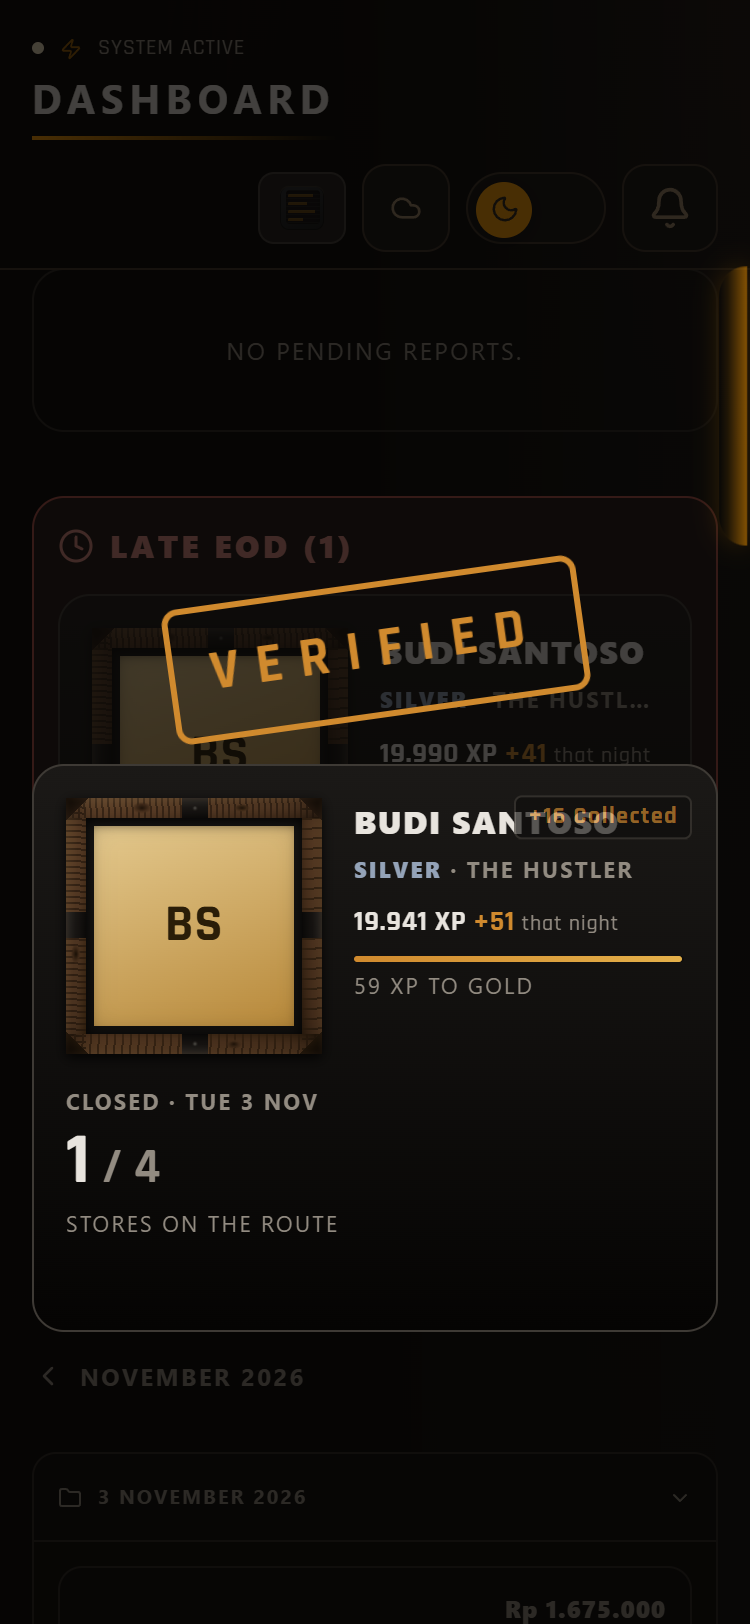 SYSTEM ACTIVE
DASHBOARD
NO PENDING REPORTS.
LATE EOD (1)
VERIFIED
BUDI SANTOSO
SILVER · THE HUSTL...
BS
19.990 XP +41 that night
+16 Collected
BUDI SANTOSO
SILVER · THE HUSTLER
BS
19.941 XP +51 that night
59 XP TO GOLD
CLOSED · TUE 3 NOV
1 / 4
STORES ON THE ROUTE
NOVEMBER 2026
3 NOVEMBER 2026
Rp 1.675.000